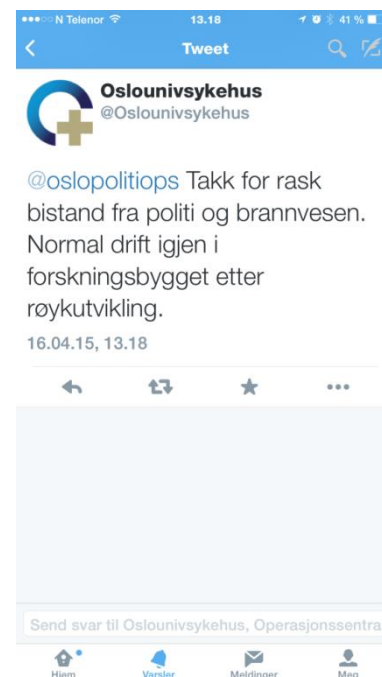 N Telenor 13.18 41 %
Tweet
Oslounivsykehus
@Oslounivsykehus
@oslopolitiops Takk for rask
bistand fra politi og brannvesen.
Normal drift igjen i
forskningsbygget etter
røykutvikling.
16.04.15, 13.18
Send svar til Oslounivsykehus, Operasjonssentra
Hjem Varsler Meldinger Meg